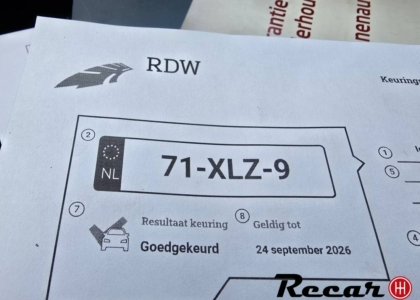 RDW
Keuring
2
NL
71-XLZ-9
1
5
7
Resultaat keuring
8
Geldig tot
Goedgekeurd
24 september 2026
4
Recar